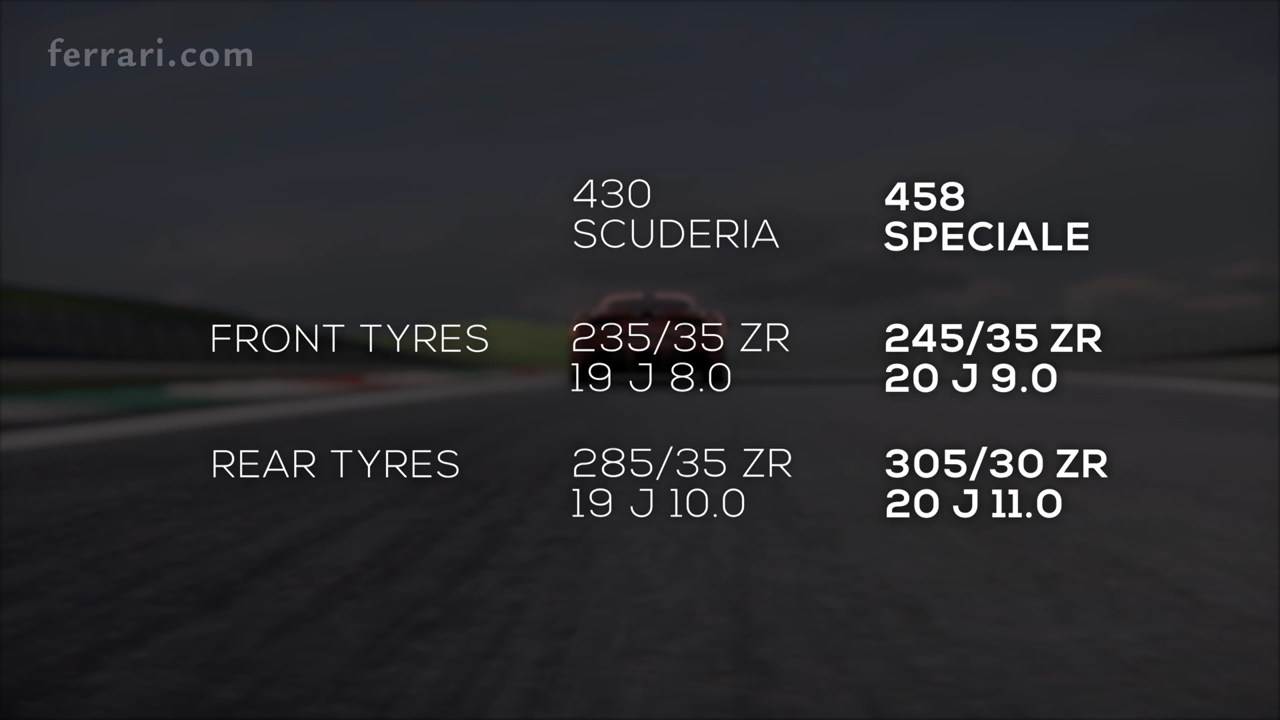 ferrari.com
430 SCUDERIA
458 SPECIALE
FRONT TYRES
235/35 ZR
19 J 8.0
245/35 ZR
20 J 9.0
REAR TYRES
285/35 ZR
19 J 10.0
305/30 ZR
20 J 11.0